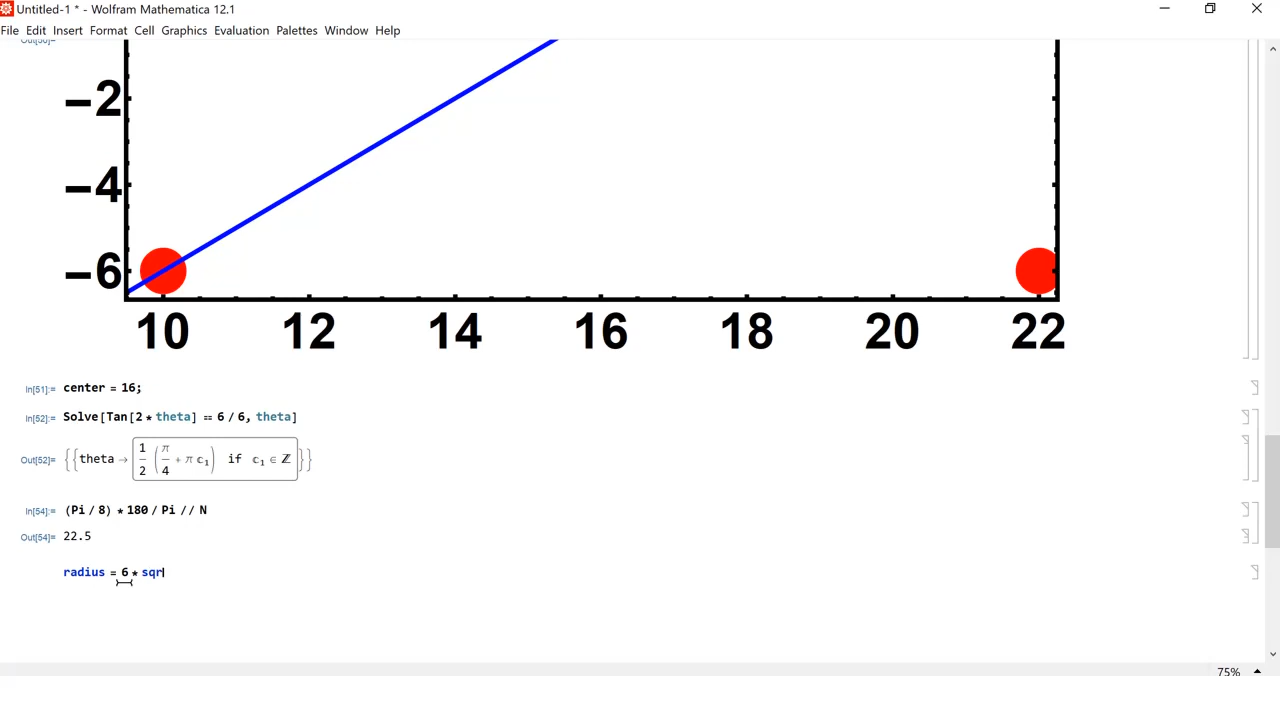 Untitled-1 * - Wolfram Mathematica 12.1
File Edit Insert Format Cell Graphics Evaluation Palettes Window Help
Out[50]=
−2
−4
−6
10 12 14 16 18 20 22
In[51]:= center = 16;
In[52]:= Solve[Tan[2 * theta] == 6 / 6, theta]
Out[52]= {{theta → 1/2 (π/4 + π c₁) if c₁ ∈ ℤ}}
In[54]:= (Pi / 8) * 180 / Pi // N
Out[54]= 22.5
radius = 6 * sqr
75%